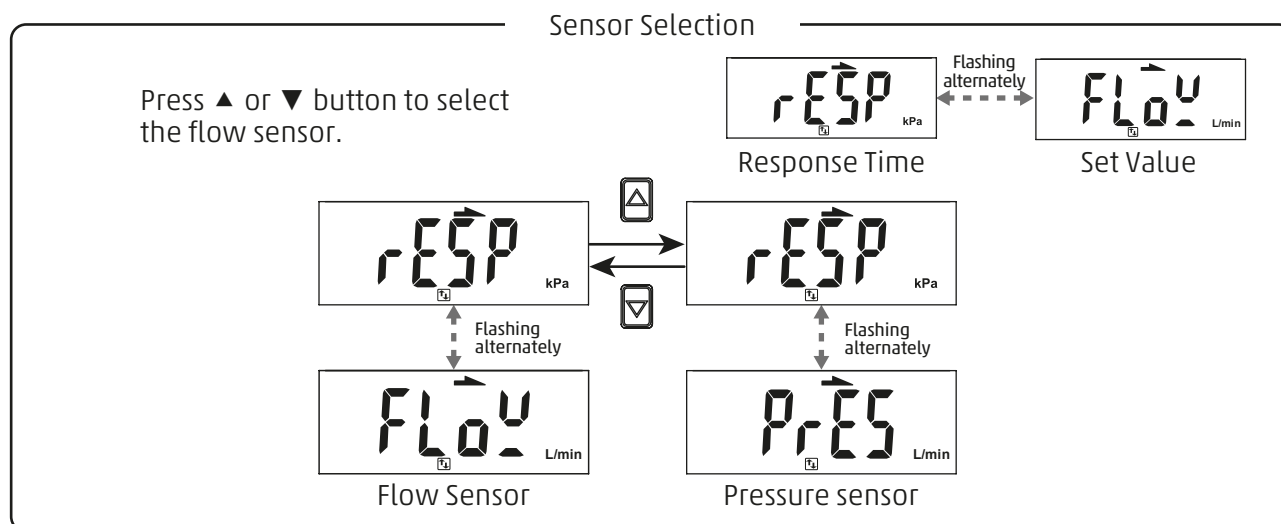 Sensor Selection
Press ▲ or ▼ button to select
the flow sensor.
rESP
kPa
Flashing
alternately
FLoW
L/min
Response Time
Set Value
rESP
kPa
rESP
kPa
Flashing
alternately
Flashing
alternately
FLoW
L/min
PrES
L/min
Flow Sensor
Pressure sensor